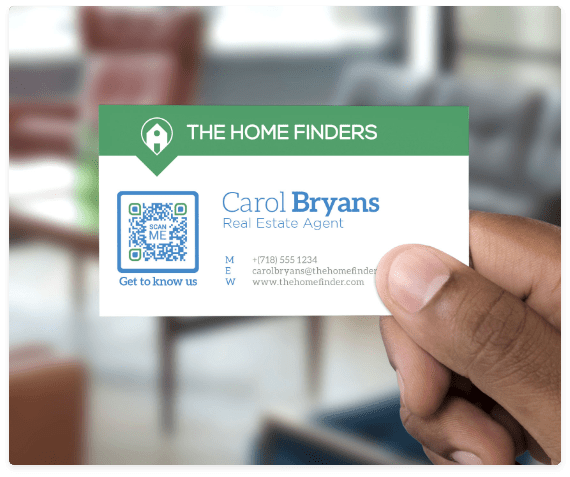 THE HOME FINDERS
Carol Bryans
Real Estate Agent
SCAN
ME
Get to know us
M +(718) 555 1234
E carolbryans@thehomefinder
W www.thehomefinder.com